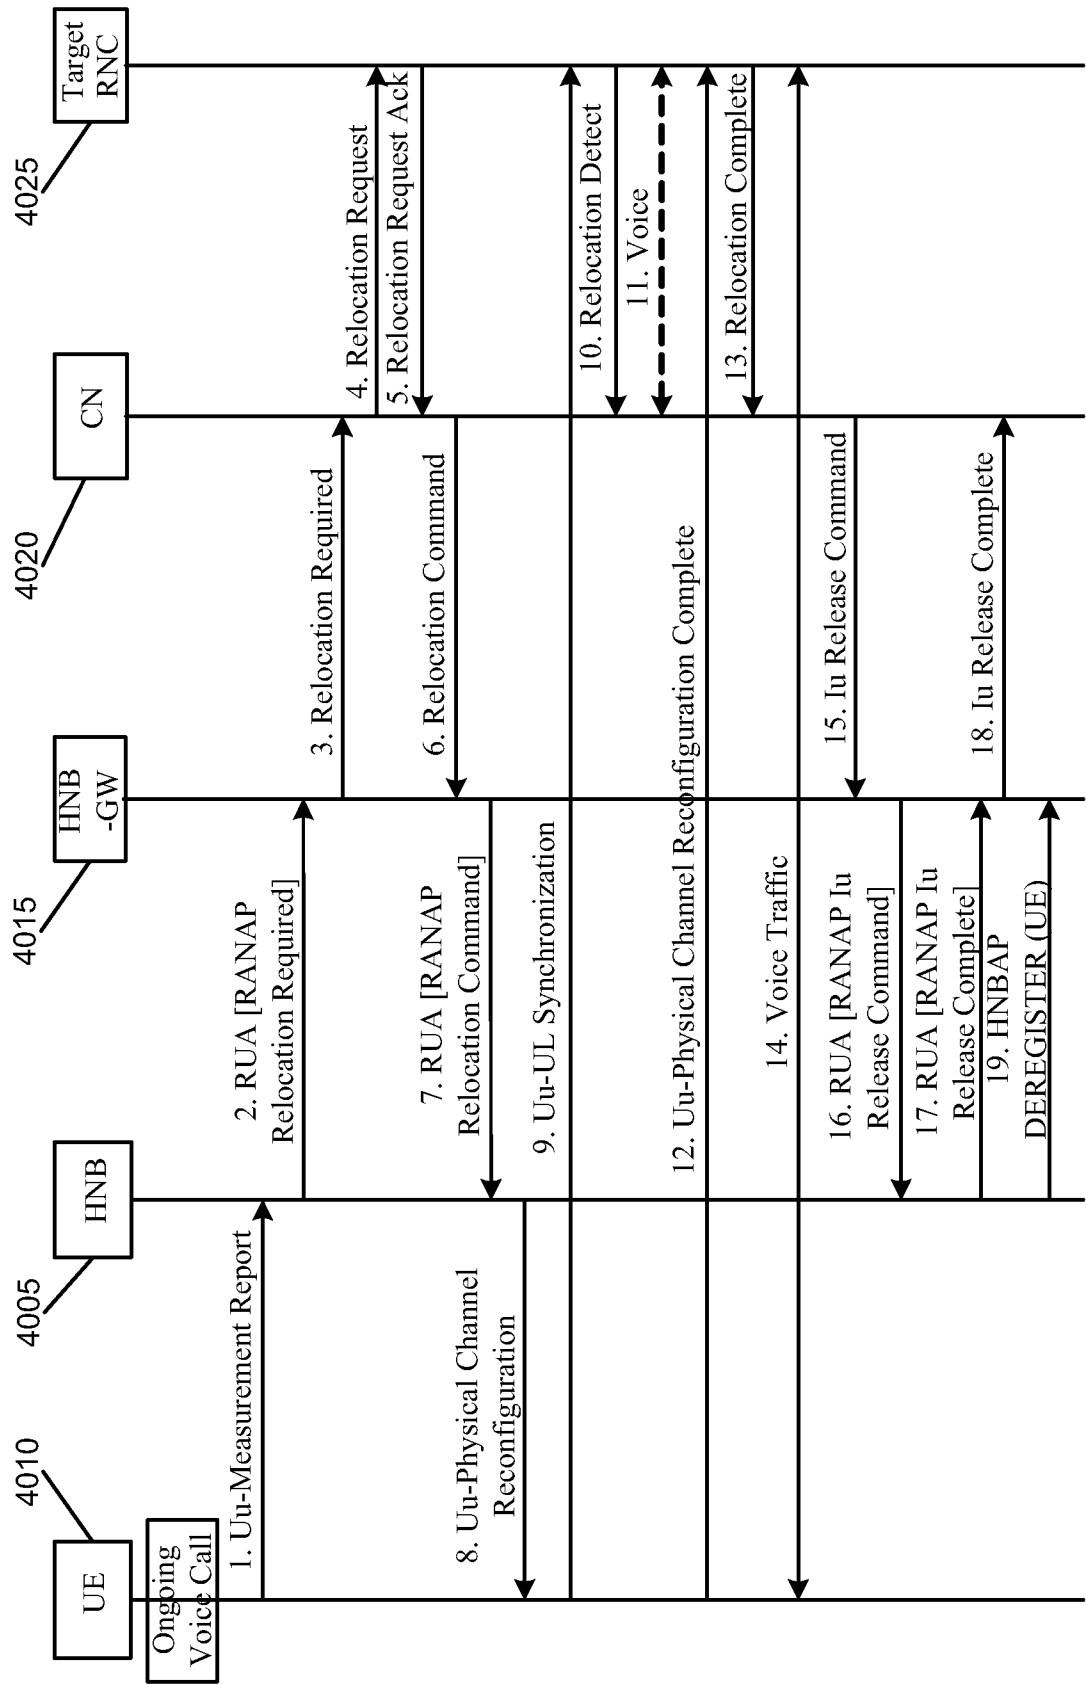 4010
4005
4015
4020
4025
UE
HNB
HNB
-GW
CN
Target
RNC
Ongoing
Voice Call
1. Uu-Measurement Report
2. RUA [RANAP
Relocation Required]
3. Relocation Required
4. Relocation Request
5. Relocation Request Ack
6. Relocation Command
7. RUA [RANAP
Relocation Command]
8. Uu-Physical Channel
Reconfiguration
9. Uu-UL Synchronization
10. Relocation Detect
11. Voice
12. Uu-Physical Channel Reconfiguration Complete
13. Relocation Complete
14. Voice Traffic
15. Iu Release Command
16. RUA [RANAP Iu
Release Command]
17. RUA [RANAP Iu
Release Complete]
18. Iu Release Complete
19. HNBAP
DEREGISTER (UE)